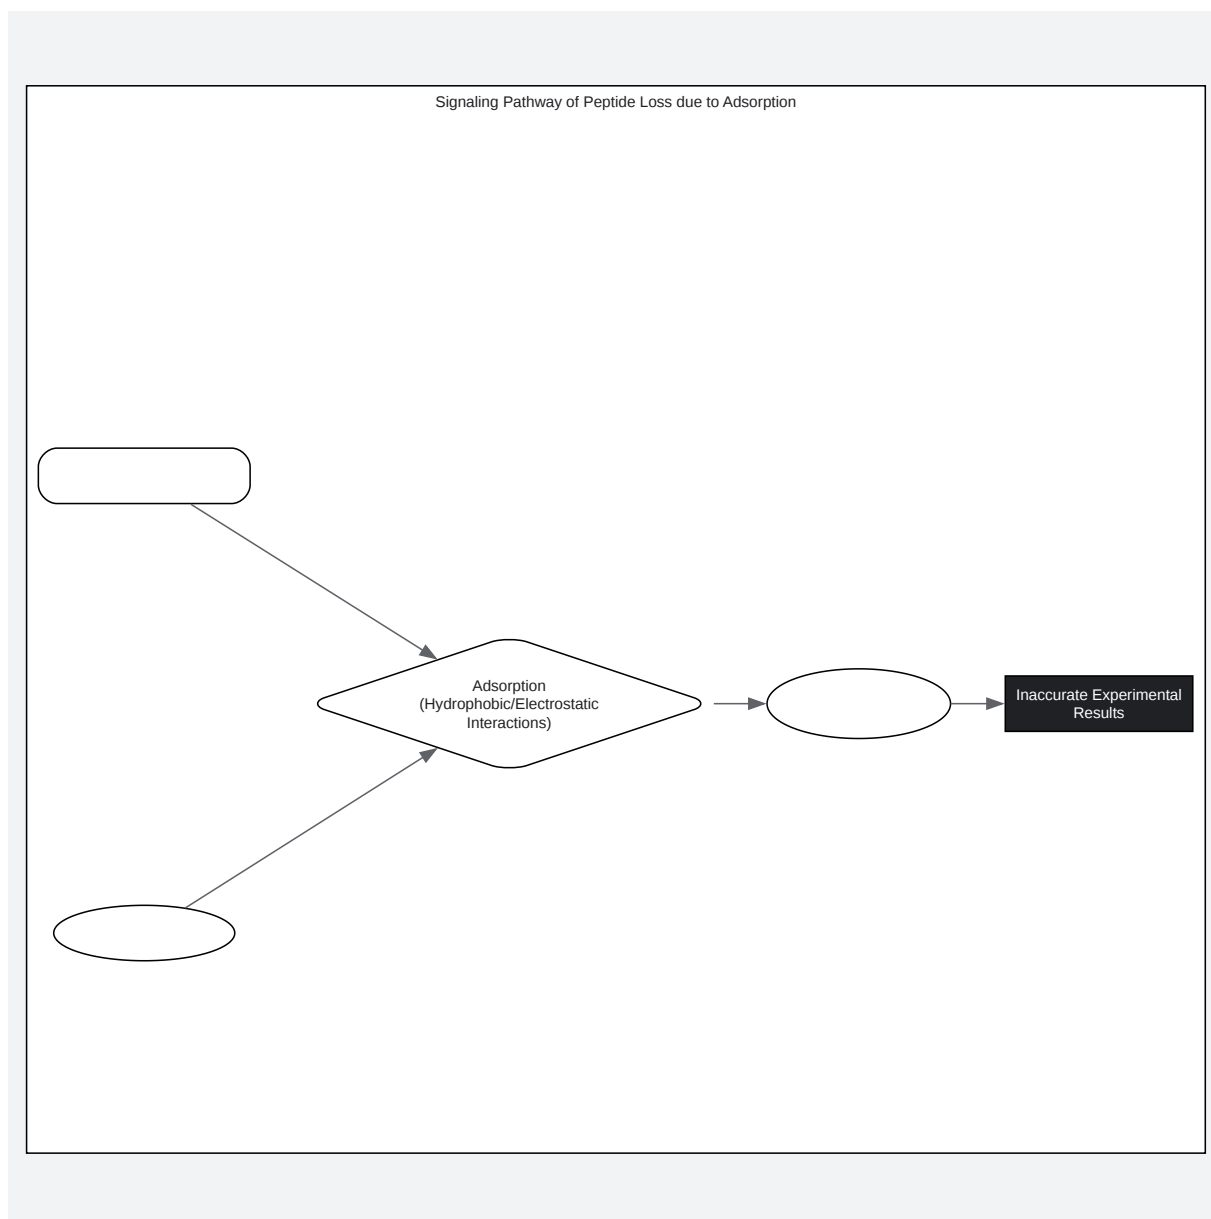 Signaling Pathway of Peptide Loss due to Adsorption
Adsorption
(Hydrophobic/Electrostatic
Interactions)
Inaccurate Experimental
Results